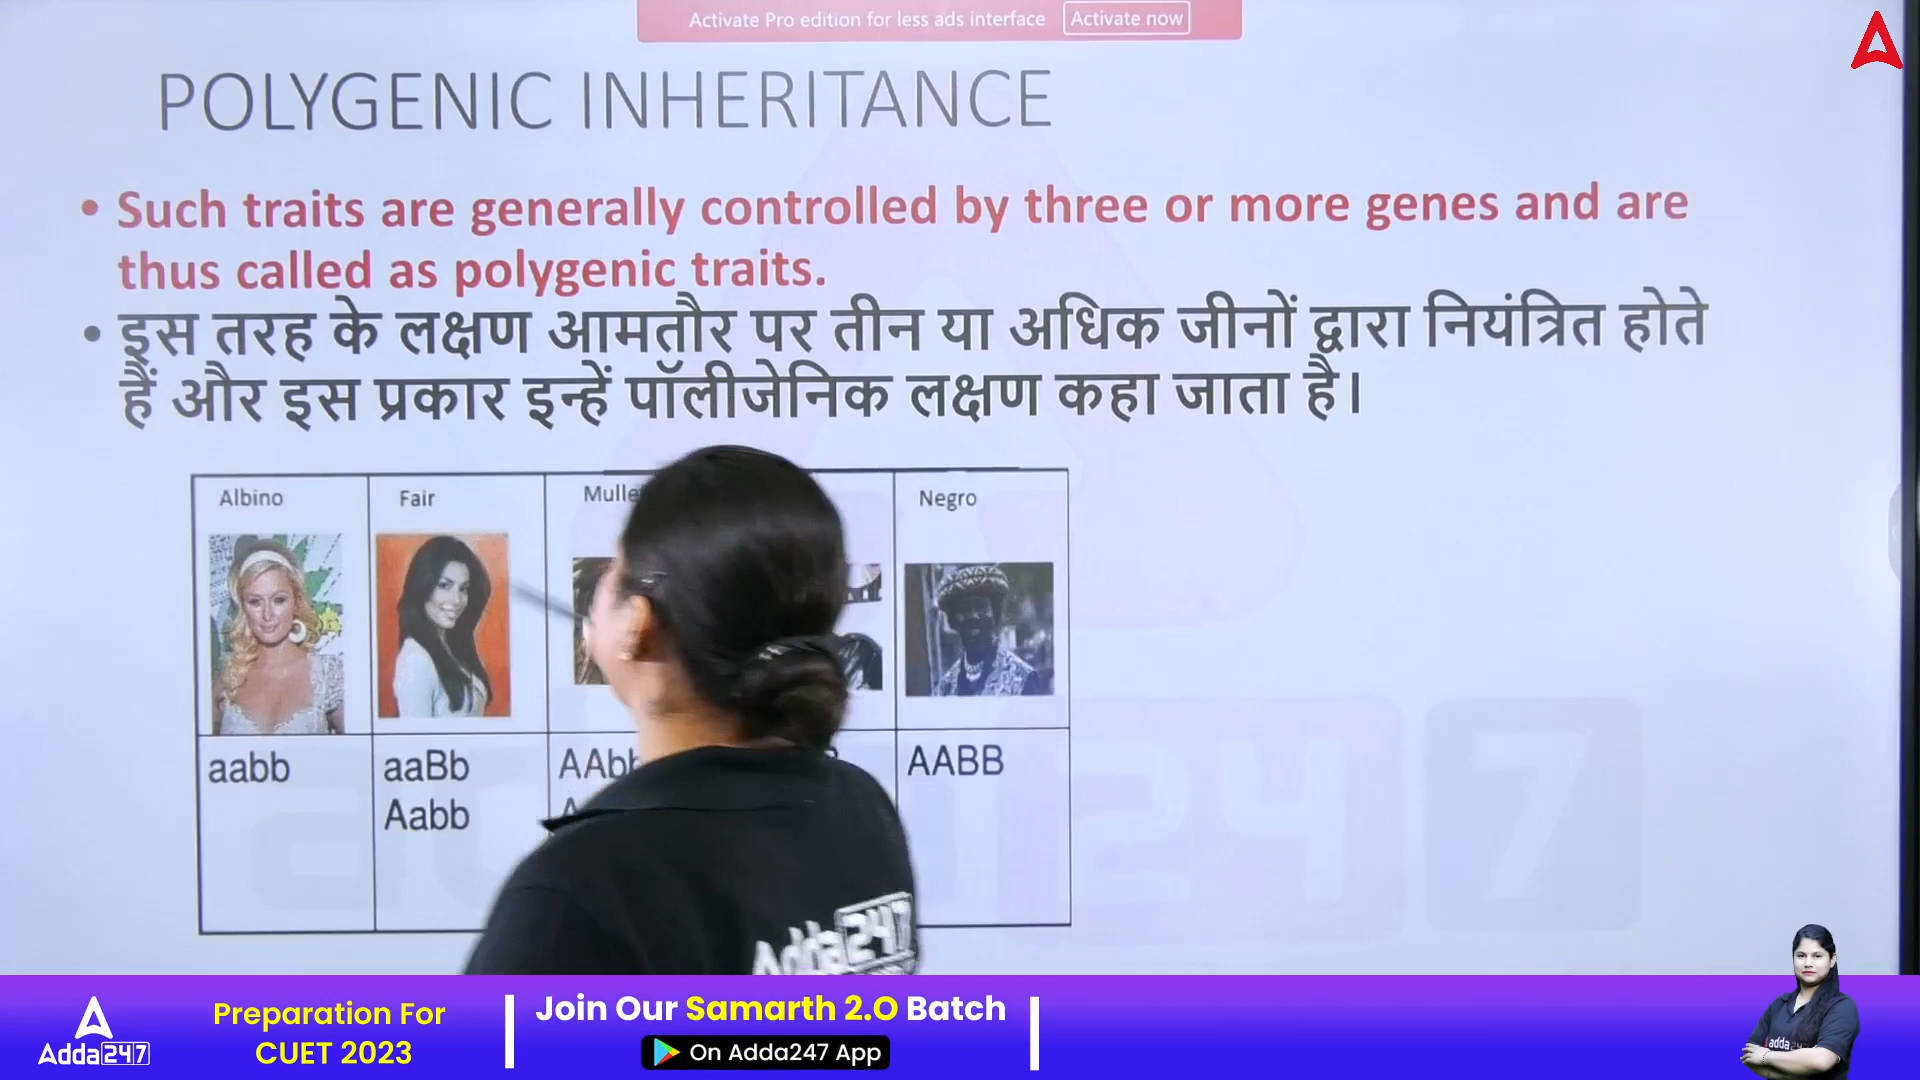 Activate Pro edition for less ads interface Activate now
POLYGENIC INHERITANCE
• Such traits are generally controlled by three or more genes and are
thus called as polygenic traits.
• इस तरह के लक्षण आमतौर पर तीन या अधिक जीनों द्वारा नियंत्रित होते
हैं और इस प्रकार इन्हें पॉलीजेनिक लक्षण कहा जाता है।
Albino Fair Negro
aabb aaBb AABB
Aabb
Adda247
Preparation For
CUET 2023
Join Our Samarth 2.O Batch
On Adda247 App
Adda247